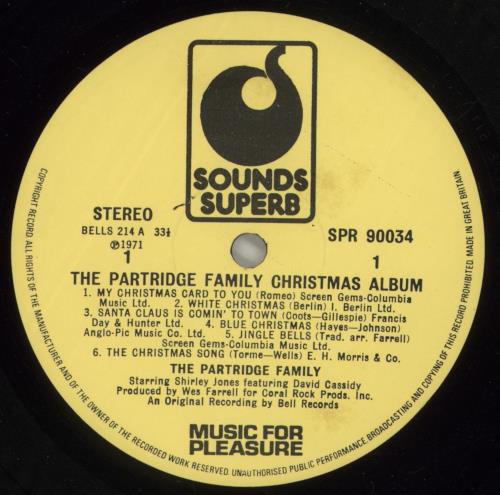 SOUNDS
SUPERB
STEREO
BELLS 214 A 33⅓
℗1971
1
SPR 90034
1
THE PARTRIDGE FAMILY CHRISTMAS ALBUM
1. MY CHRISTMAS CARD TO YOU (Romeo) Screen Gems-Columbia
Music Ltd. 2. WHITE CHRISTMAS (Berlin) I. Berlin Ltd.
3. SANTA CLAUS IS COMIN' TO TOWN (Coots—Gillespie) Francis
Day & Hunter Ltd. 4. BLUE CHRISTMAS (Hayes—Johnson)
Anglo-Pic Music Co. Ltd. 5. JINGLE BELLS (Trad. arr. Farrell)
Screen Gems-Columbia Music Ltd.
6. THE CHRISTMAS SONG (Torme—Wells) E. H. Morris & Co.
THE PARTRIDGE FAMILY
Starring Shirley Jones featuring David Cassidy
Produced by Wes Farrell for Coral Rock Prods. Inc.
An Original Recording by Bell Records
MUSIC FOR
PLEASURE
COPYRIGHT RECORD ALL RIGHTS OF THE MANUFACTURER AND OF THE OWNER OF THE RECORDED WORK RESERVED. UNAUTHORISED PUBLIC PERFORMANCE BROADCASTING AND COPYING OF THIS RECORD PROHIBITED. MADE IN GREAT BRITAIN.